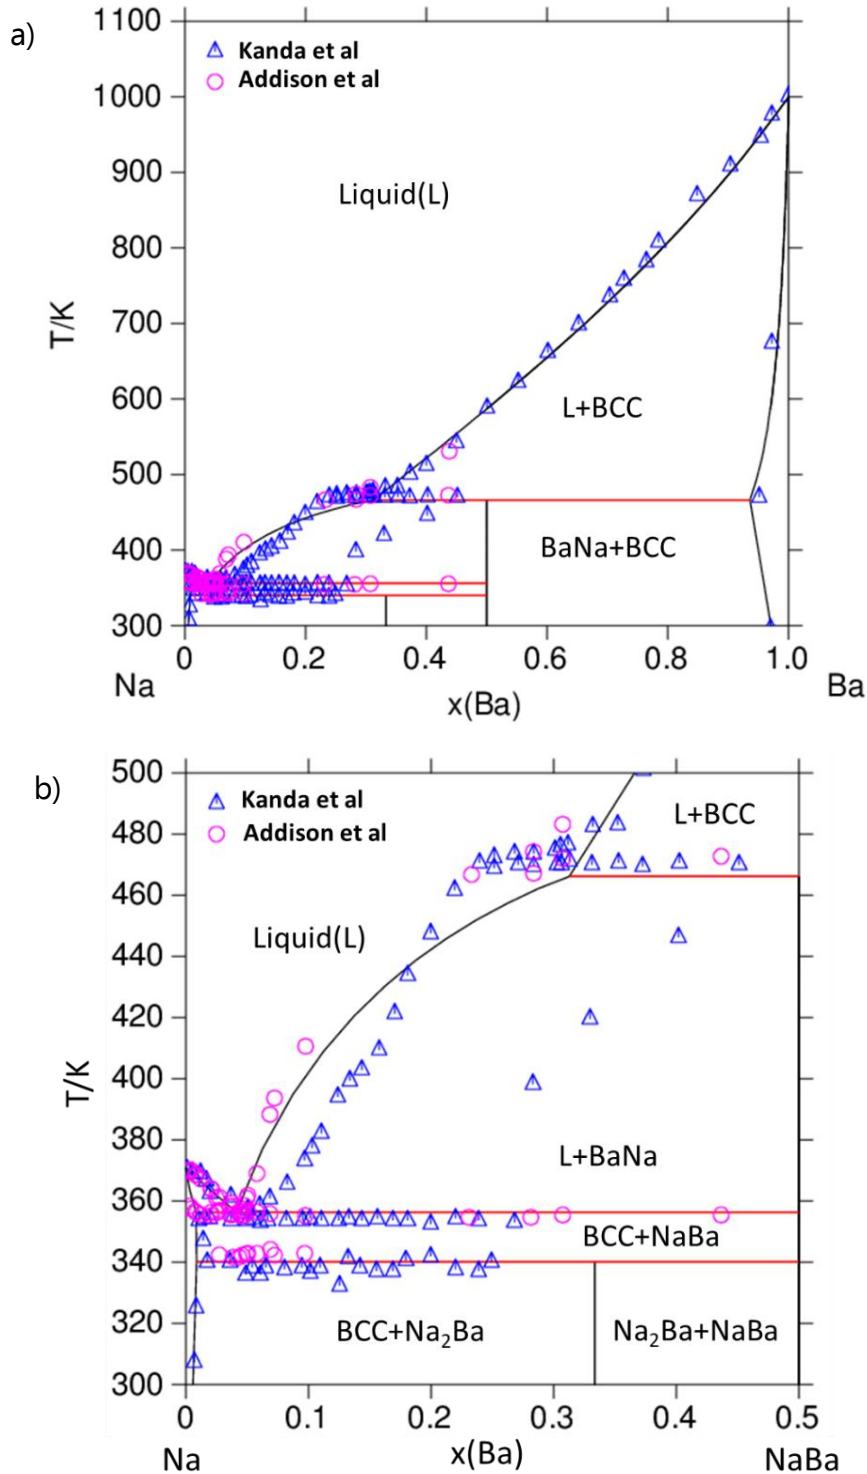 a)
1100
1000
900
800
700
600
500
400
300
T/K
Kanda et al
Addison et al
Liquid(L)
L+BCC
BaNa+BCC
0 0.2 0.4 0.6 0.8 1.0
Na x(Ba) Ba
b)
500
480
460
440
420
400
380
360
340
320
300
T/K
Kanda et al
Addison et al
L+BCC
Liquid(L)
L+BaNa
BCC+NaBa
BCC+Na₂Ba Na₂Ba+NaBa
0 0.1 0.2 0.3 0.4 0.5
Na x(Ba) NaBa